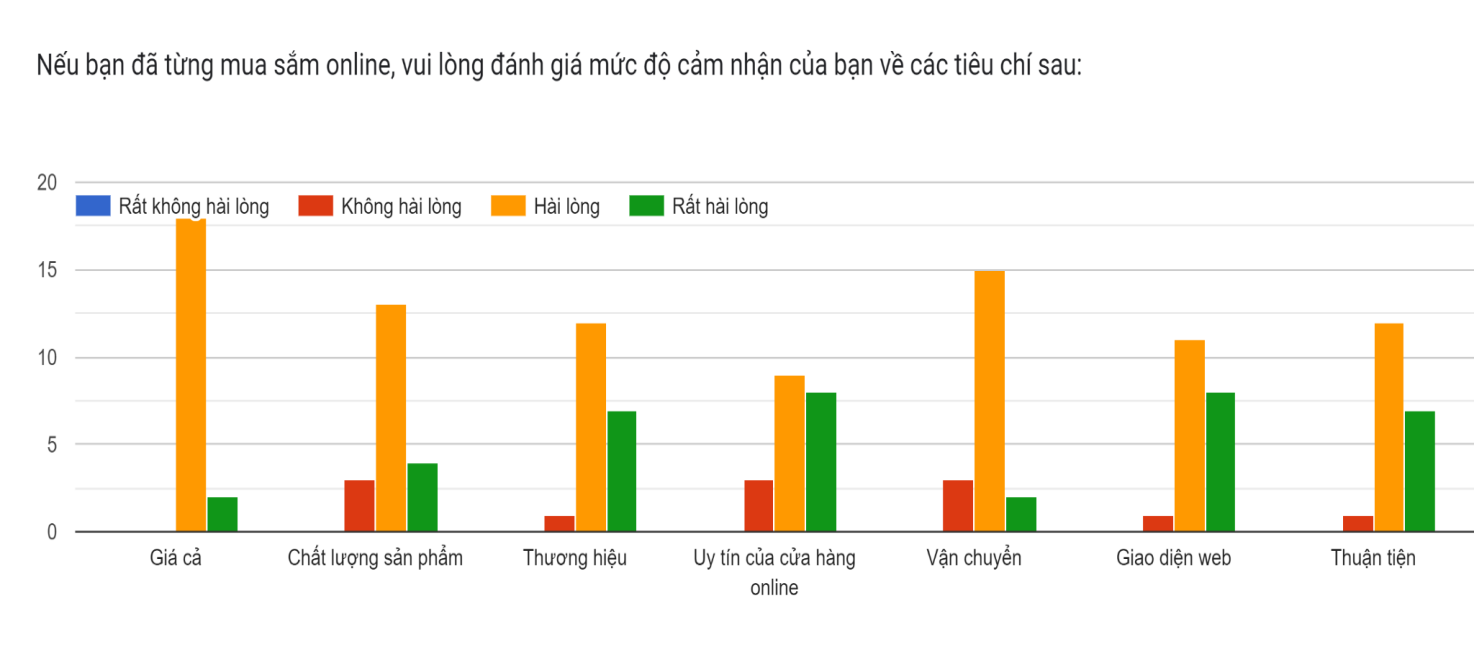 Nếu bạn đã từng mua sắm online, vui lòng đánh giá mức độ cảm nhận của bạn về các tiêu chí sau:
20
Rất không hài lòng Không hài lòng Hài lòng Rất hài lòng
15
10
5
0
Giá cả Chất lượng sản phẩm Thương hiệu Uy tín của cửa hàng Vận chuyển Giao diện web Thuận tiện
online